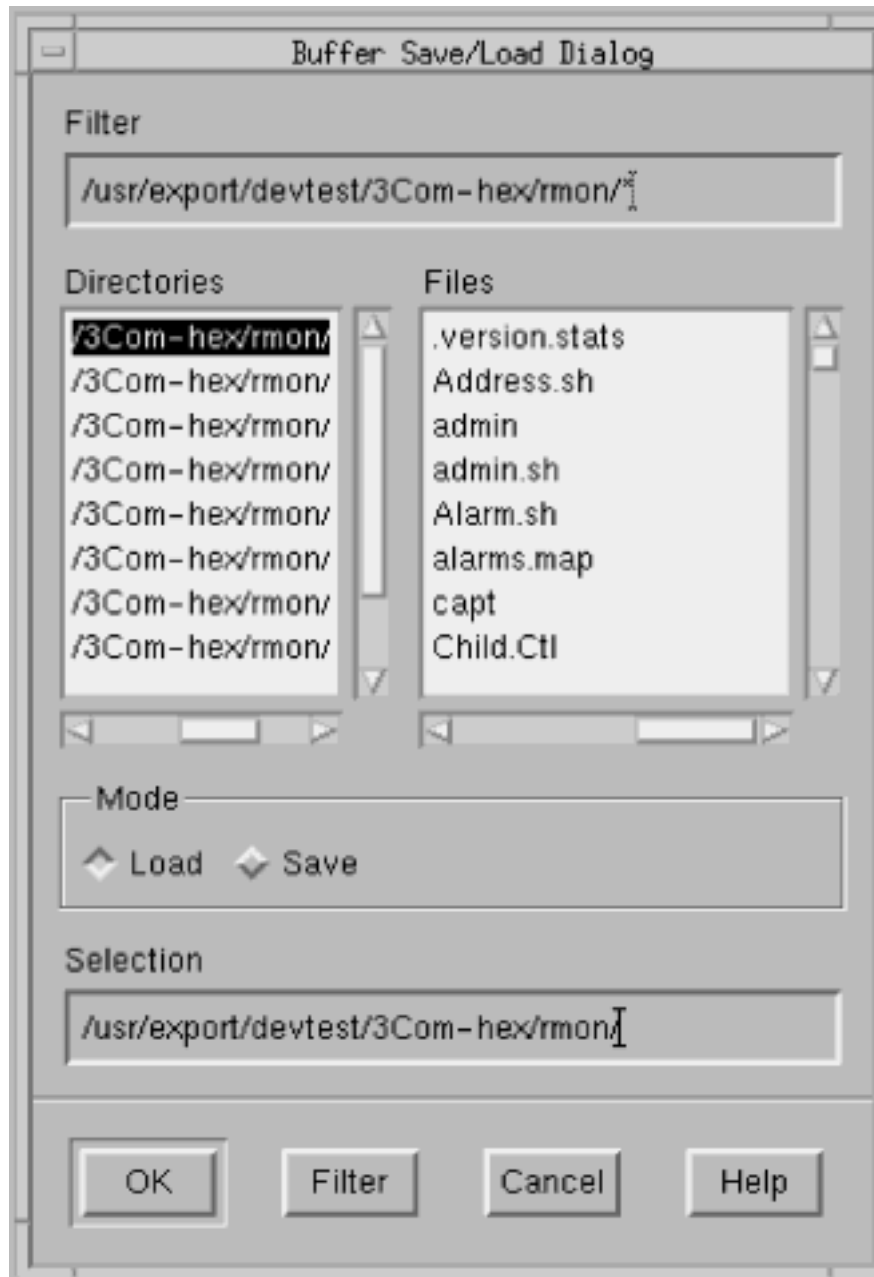 Buffer Save/Load Dialog
Filter
/usr/export/devtest/3Com-hex/rmon/*
Directories
/3Com-hex/rmon/
/3Com-hex/rmon/
/3Com-hex/rmon/
/3Com-hex/rmon/
/3Com-hex/rmon/
/3Com-hex/rmon/
/3Com-hex/rmon/
/3Com-hex/rmon/
Files
.version.stats
Address.sh
admin
admin.sh
Alarm.sh
alarms.map
capt
Child.Ctl
Mode
Load Save
Selection
/usr/export/devtest/3Com-hex/rmon/
OK Filter Cancel Help